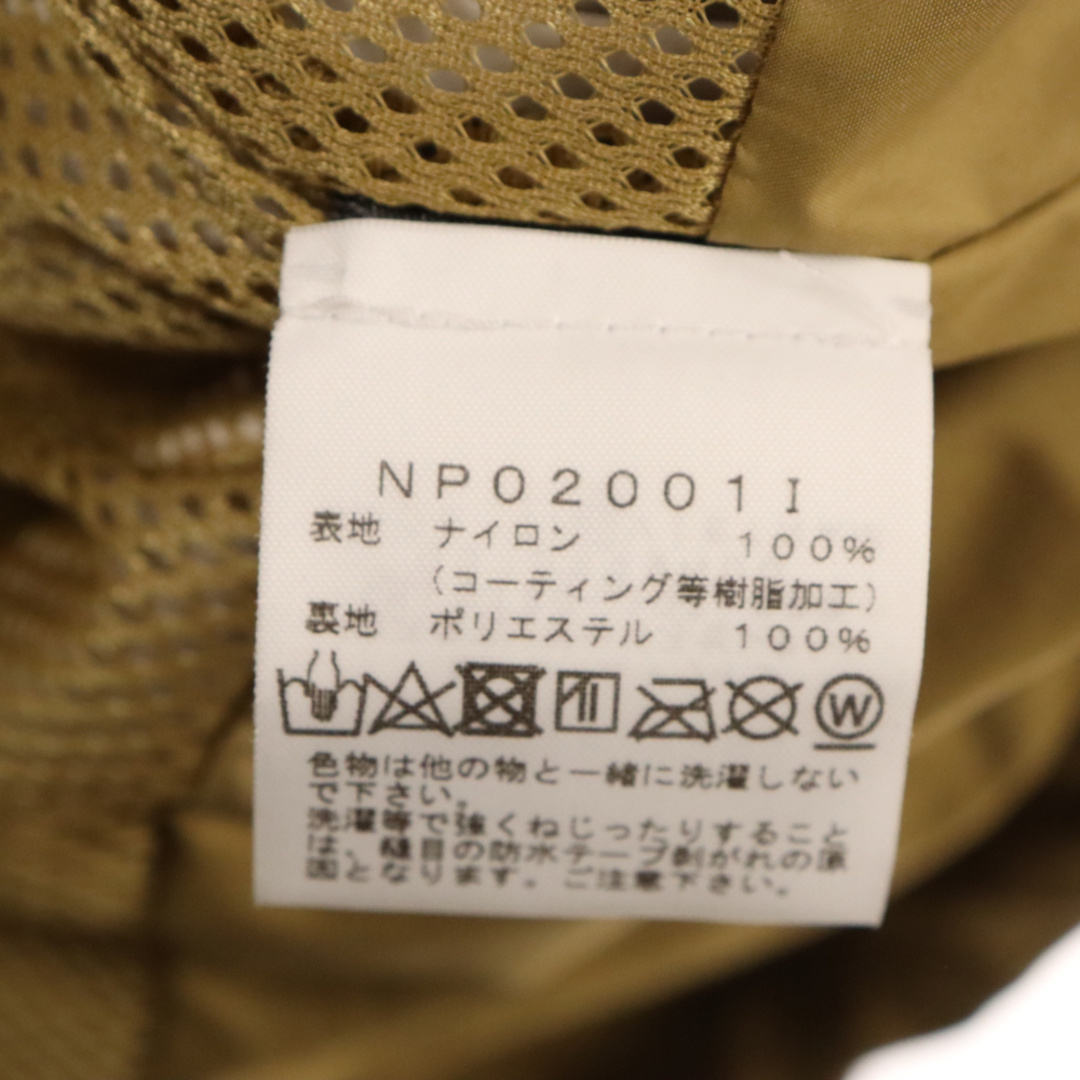 NP02001I
表地 ナイロン 100%
(コーティング等樹脂加工)
裏地 ポリエステル 100%
W
色物は他の物と一緒に洗濯しない
で下さい。
洗濯等で強くねじったりすること
は、縫目の防水テープ剥がれの原
因となります。ご注意下さい。